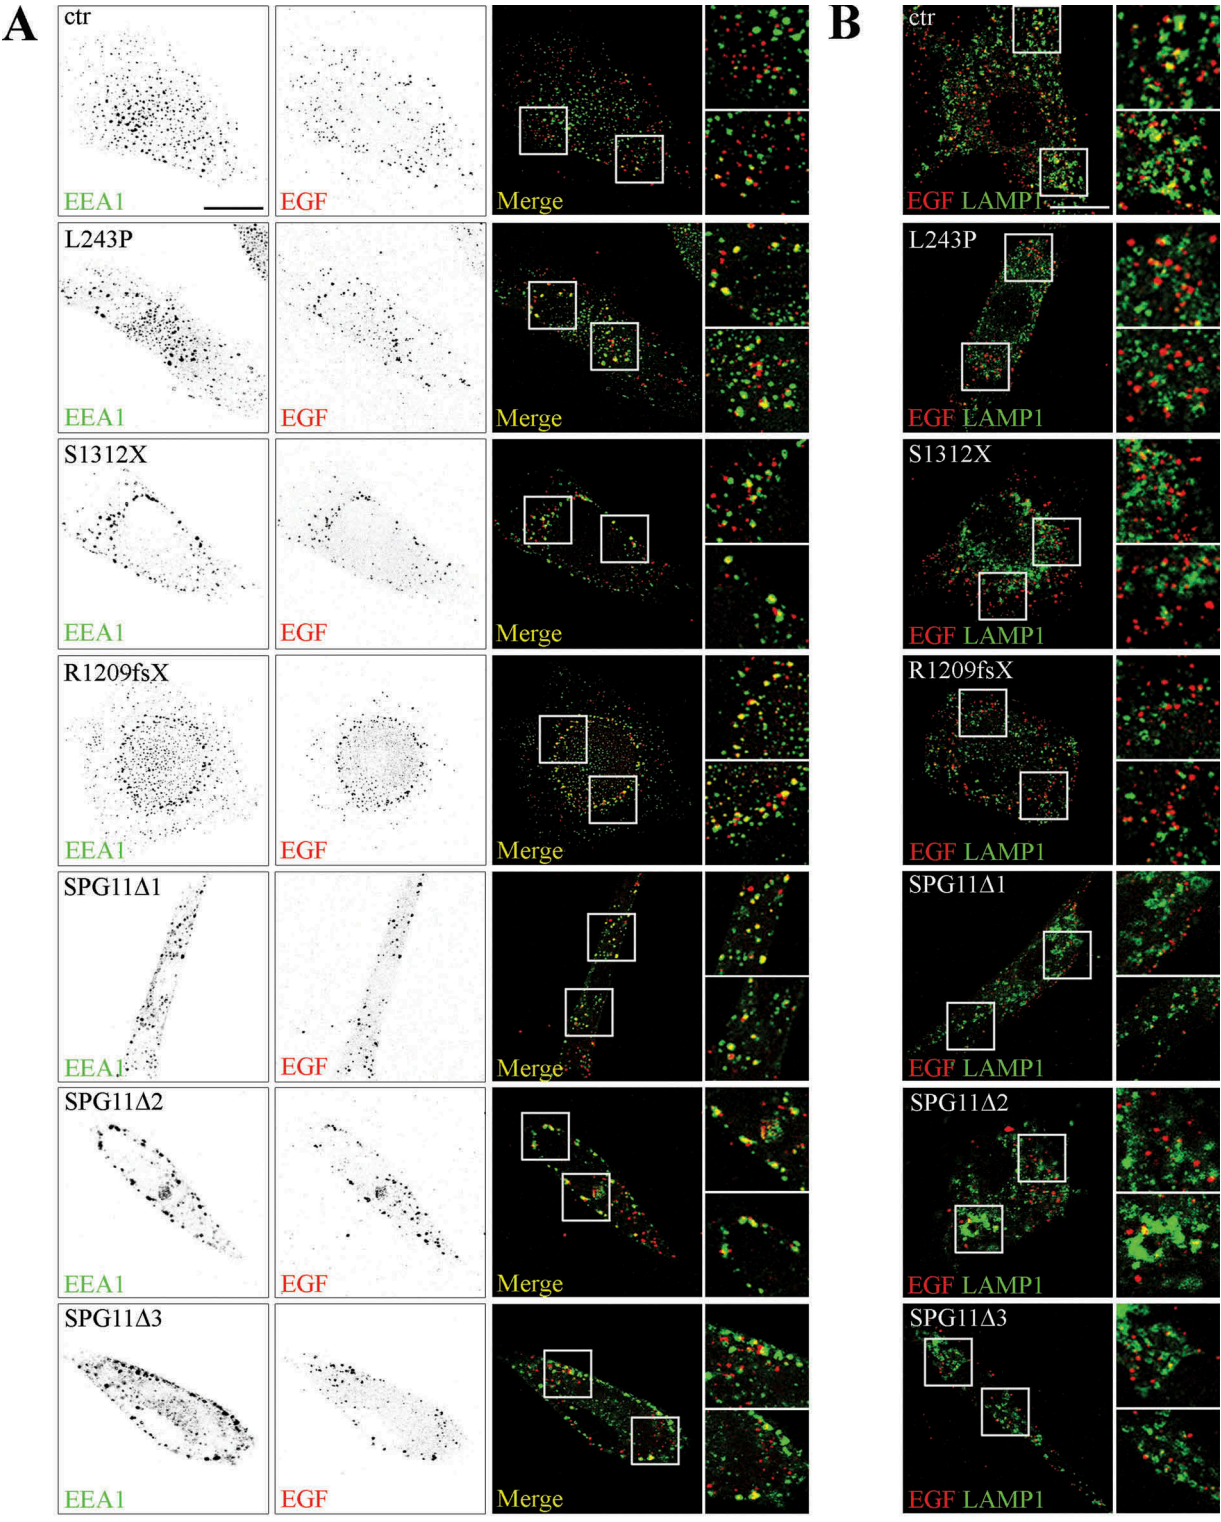 A
B
ctr
EEA1
EGF
Merge
ctr
EGF LAMP1
L243P
EEA1
EGF
Merge
L243P
EGF LAMP1
S1312X
EEA1
EGF
Merge
S1312X
EGF LAMP1
R1209fsX
EEA1
EGF
Merge
R1209fsX
EGF LAMP1
SPG11Δ1
EEA1
EGF
Merge
SPG11Δ1
EGF LAMP1
SPG11Δ2
EEA1
EGF
Merge
SPG11Δ2
EGF LAMP1
SPG11Δ3
EEA1
EGF
Merge
SPG11Δ3
EGF LAMP1